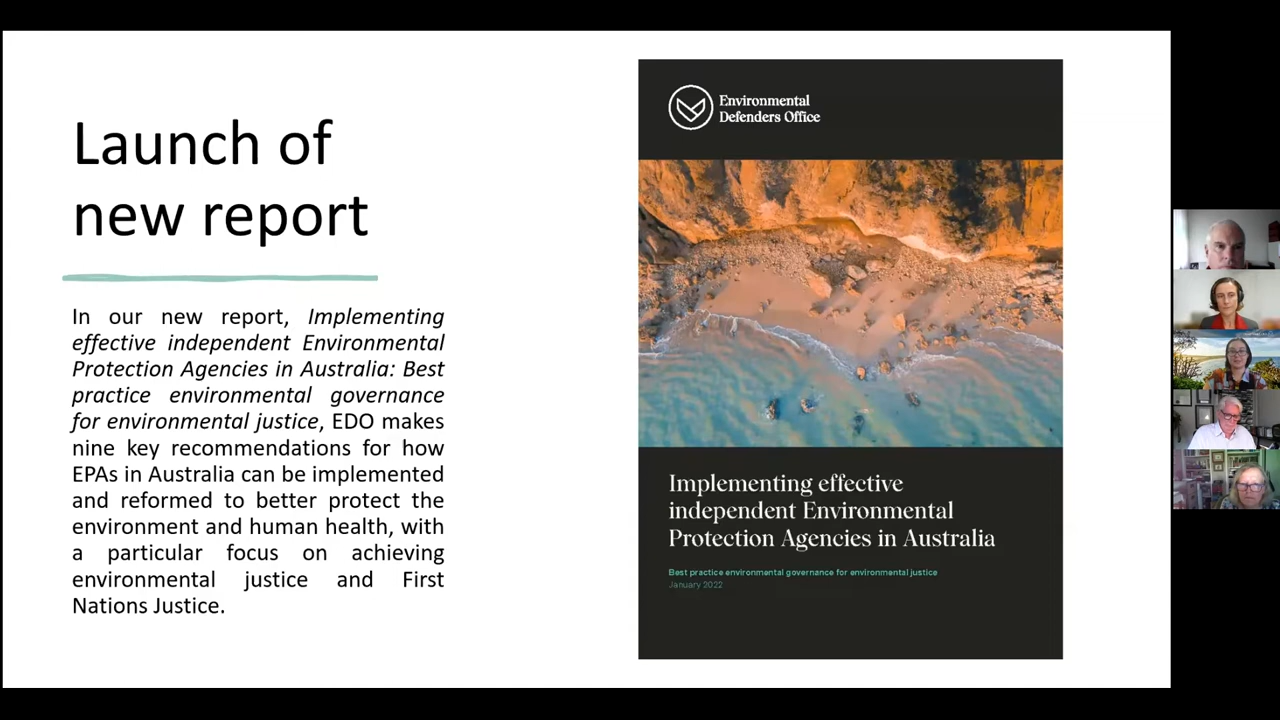 Launch of
new report
In our new report, Implementing
effective independent Environmental
Protection Agencies in Australia: Best
practice environmental governance
for environmental justice, EDO makes
nine key recommendations for how
EPAs in Australia can be implemented
and reformed to better protect the
environment and human health, with
a particular focus on achieving
environmental justice and First
Nations Justice.
Environmental
Defenders Office
Implementing effective
independent Environmental
Protection Agencies in Australia
Best practice environmental governance for environmental justice
January 2022